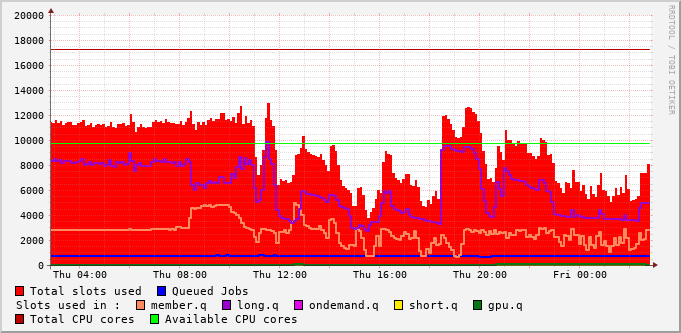 20000
18000
16000
14000
12000
10000
8000
6000
4000
2000
0
Thu 04:00 Thu 08:00 Thu 12:00 Thu 16:00 Thu 20:00 Fri 00:00
Total slots used Queued Jobs
Slots used in : member.q long.q ondemand.q short.q gpu.q
Total CPU cores Available CPU cores
RRDTOOL / TOBI OETIKER